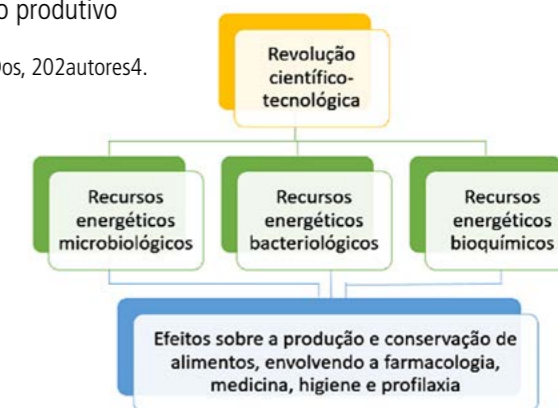 o produtivo
os, 202autores4.
Revolução
científico-
tecnológica
Recursos
energéticos
microbiológicos
Recursos
energéticos
bacteriológicos
Recursos
energéticos
bioquímicos
Efeitos sobre a produção e conservação de
alimentos, envolvendo a farmacologia,
medicina, higiene e profilaxia